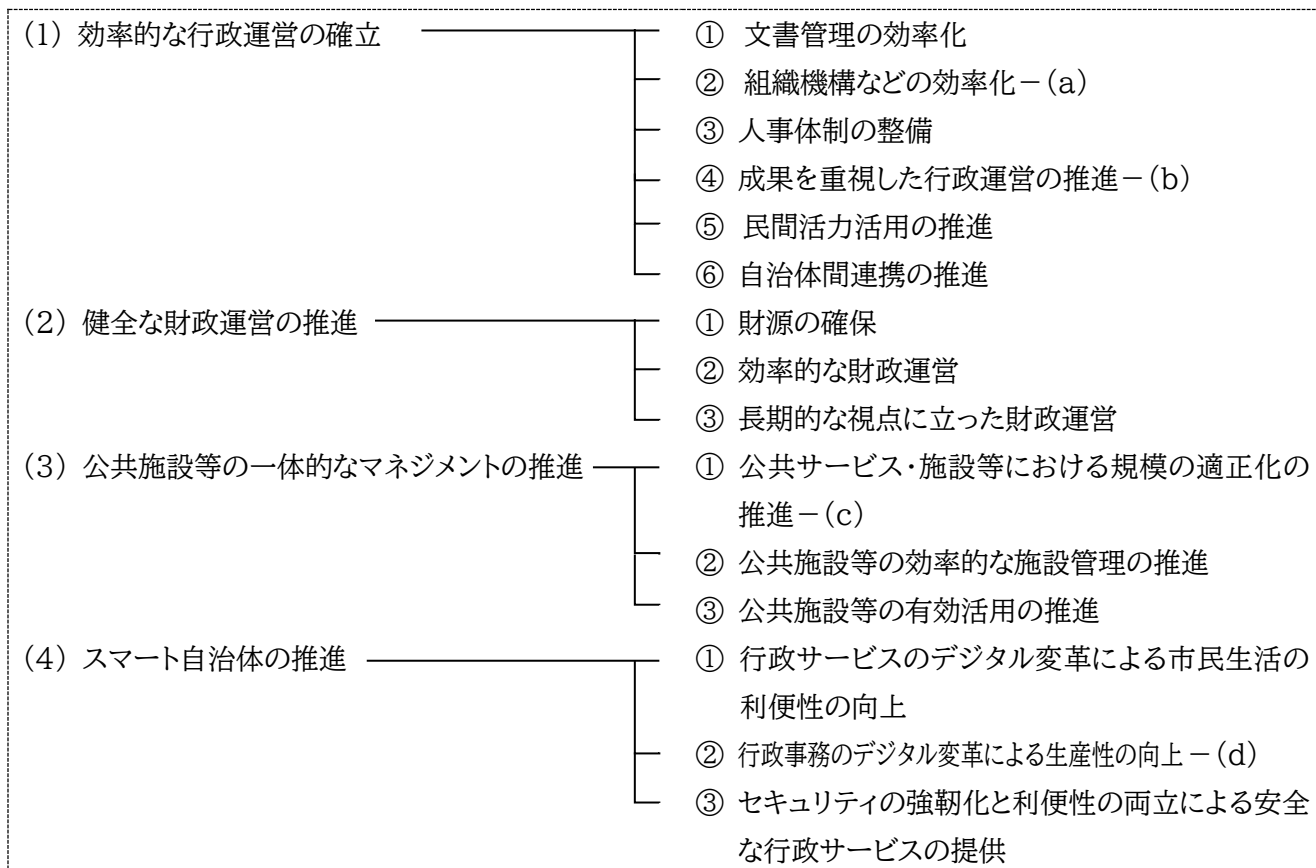 (1) 効率的な行政運営の確立
① 文書管理の効率化
② 組織機構などの効率化－(a)
③ 人事体制の整備
④ 成果を重視した行政運営の推進－(b)
⑤ 民間活力活用の推進
⑥ 自治体間連携の推進
(2) 健全な財政運営の推進
① 財源の確保
② 効率的な財政運営
③ 長期的な視点に立った財政運営
(3) 公共施設等の一体的なマネジメントの推進
① 公共サービス・施設等における規模の適正化の
推進－(c)
② 公共施設等の効率的な施設管理の推進
③ 公共施設等の有効活用の推進
(4) スマート自治体の推進
① 行政サービスのデジタル変革による市民生活の
利便性の向上
② 行政事務のデジタル変革による生産性の向上－(d)
③ セキュリティの強靭化と利便性の両立による安全
な行政サービスの提供